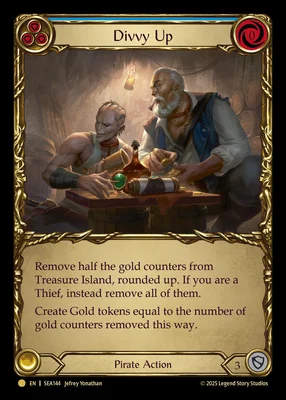 Divvy Up
Remove half the gold counters from
Treasure Island, rounded up. If you are a
Thief, instead remove all of them.
Create Gold tokens equal to the number of
gold counters removed this way.
Pirate Action
3
EN | SEA144 Jefrey Yonathan
© 2025 Legend Story Studios